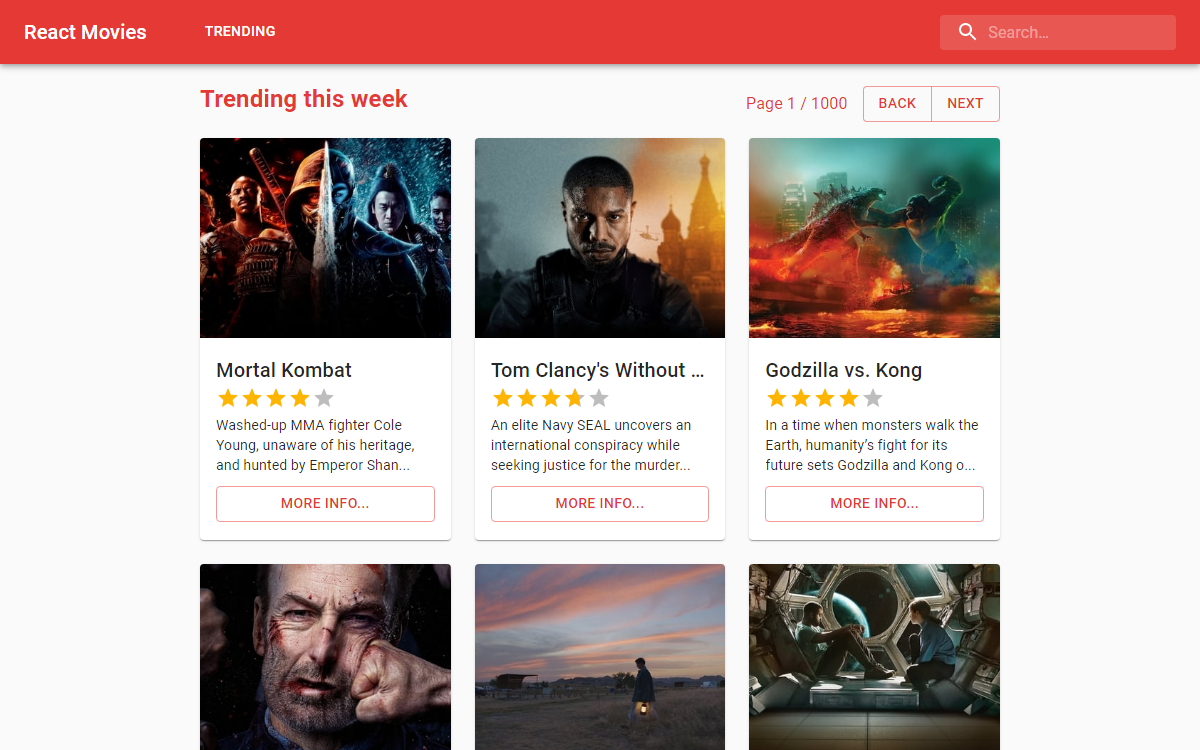 React Movies
TRENDING
Search…
Trending this week
Page 1 / 1000
BACK
NEXT
Mortal Kombat
Washed-up MMA fighter Cole
Young, unaware of his heritage,
and hunted by Emperor Shan...
MORE INFO...
Tom Clancy's Without ...
An elite Navy SEAL uncovers an
international conspiracy while
seeking justice for the murder...
MORE INFO...
Godzilla vs. Kong
In a time when monsters walk the
Earth, humanity’s fight for its
future sets Godzilla and Kong o...
MORE INFO...